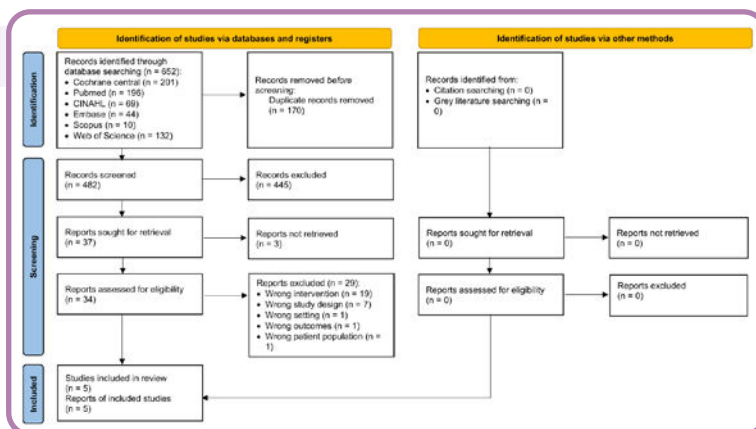 Identification of studies via databases and registers
Identification of studies via other methods
Identification
Records identified through
database searching (n = 652):
• Cochrane central (n = 201)
• Pubmed (n = 196)
• CINAHL (n = 69)
• Embase (n = 44)
• Scopus (n = 10)
• Web of Science (n = 132)
Records removed before
screening:
Duplicate records removed
(n = 170)
Records identified from:
• Citation searching (n = 0)
• Grey literature searching (n =
0)
Screening
Records screened
(n = 482)
Records excluded
(n = 445)
Reports sought for retrieval
(n = 37)
Reports not retrieved
(n = 3)
Reports sought for retrieval
(n = 0)
Reports not retrieved
(n = 0)
Reports assessed for eligibility
(n = 34)
Reports excluded (n = 29):
• Wrong intervention (n = 19)
• Wrong study design (n = 7)
• Wrong setting (n = 1)
• Wrong outcomes (n = 1)
• Wrong patient population (n =
1)
Reports assessed for eligibility
(n = 0)
Reports excluded
(n = 0)
Included
Studies included in review
(n = 5)
Reports of included studies
(n = 5)